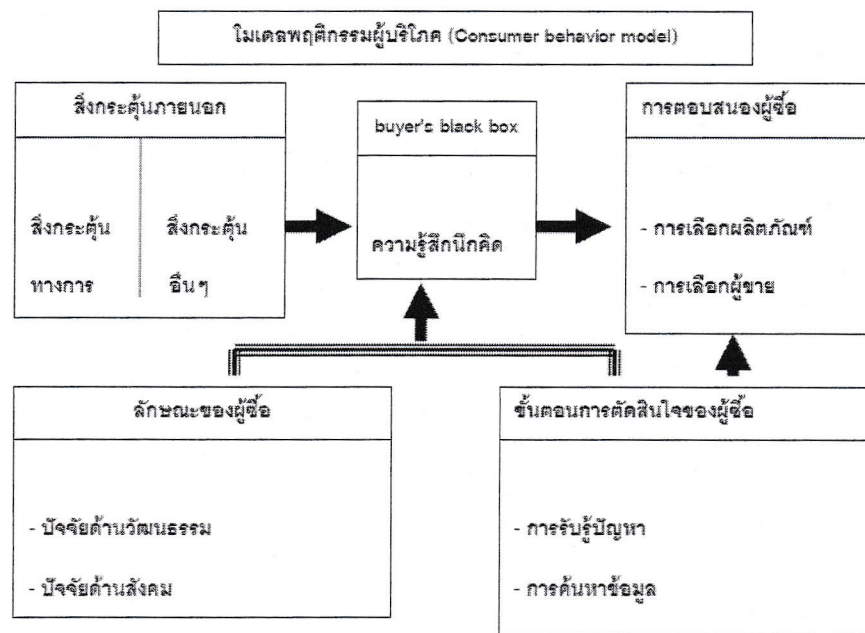 โมเดลพฤติกรรมผู้บริโภค (Consumer behavior model)
สิ่งกระตุ้นภายนอก
สิ่งกระตุ้น
ทางการ
สิ่งกระตุ้น
อื่นๆ
buyer's black box
ความรู้สึกนึกคิด
การตอบสนองผู้ซื้อ
- การเลือกผลิตภัณฑ์
- การเลือกผู้ขาย
ลักษณะของผู้ซื้อ
- ปัจจัยด้านวัฒนธรรม
- ปัจจัยด้านสังคม
ขั้นตอนการตัดสินใจของผู้ซื้อ
- การรับรู้ปัญหา
- การค้นหาข้อมูล